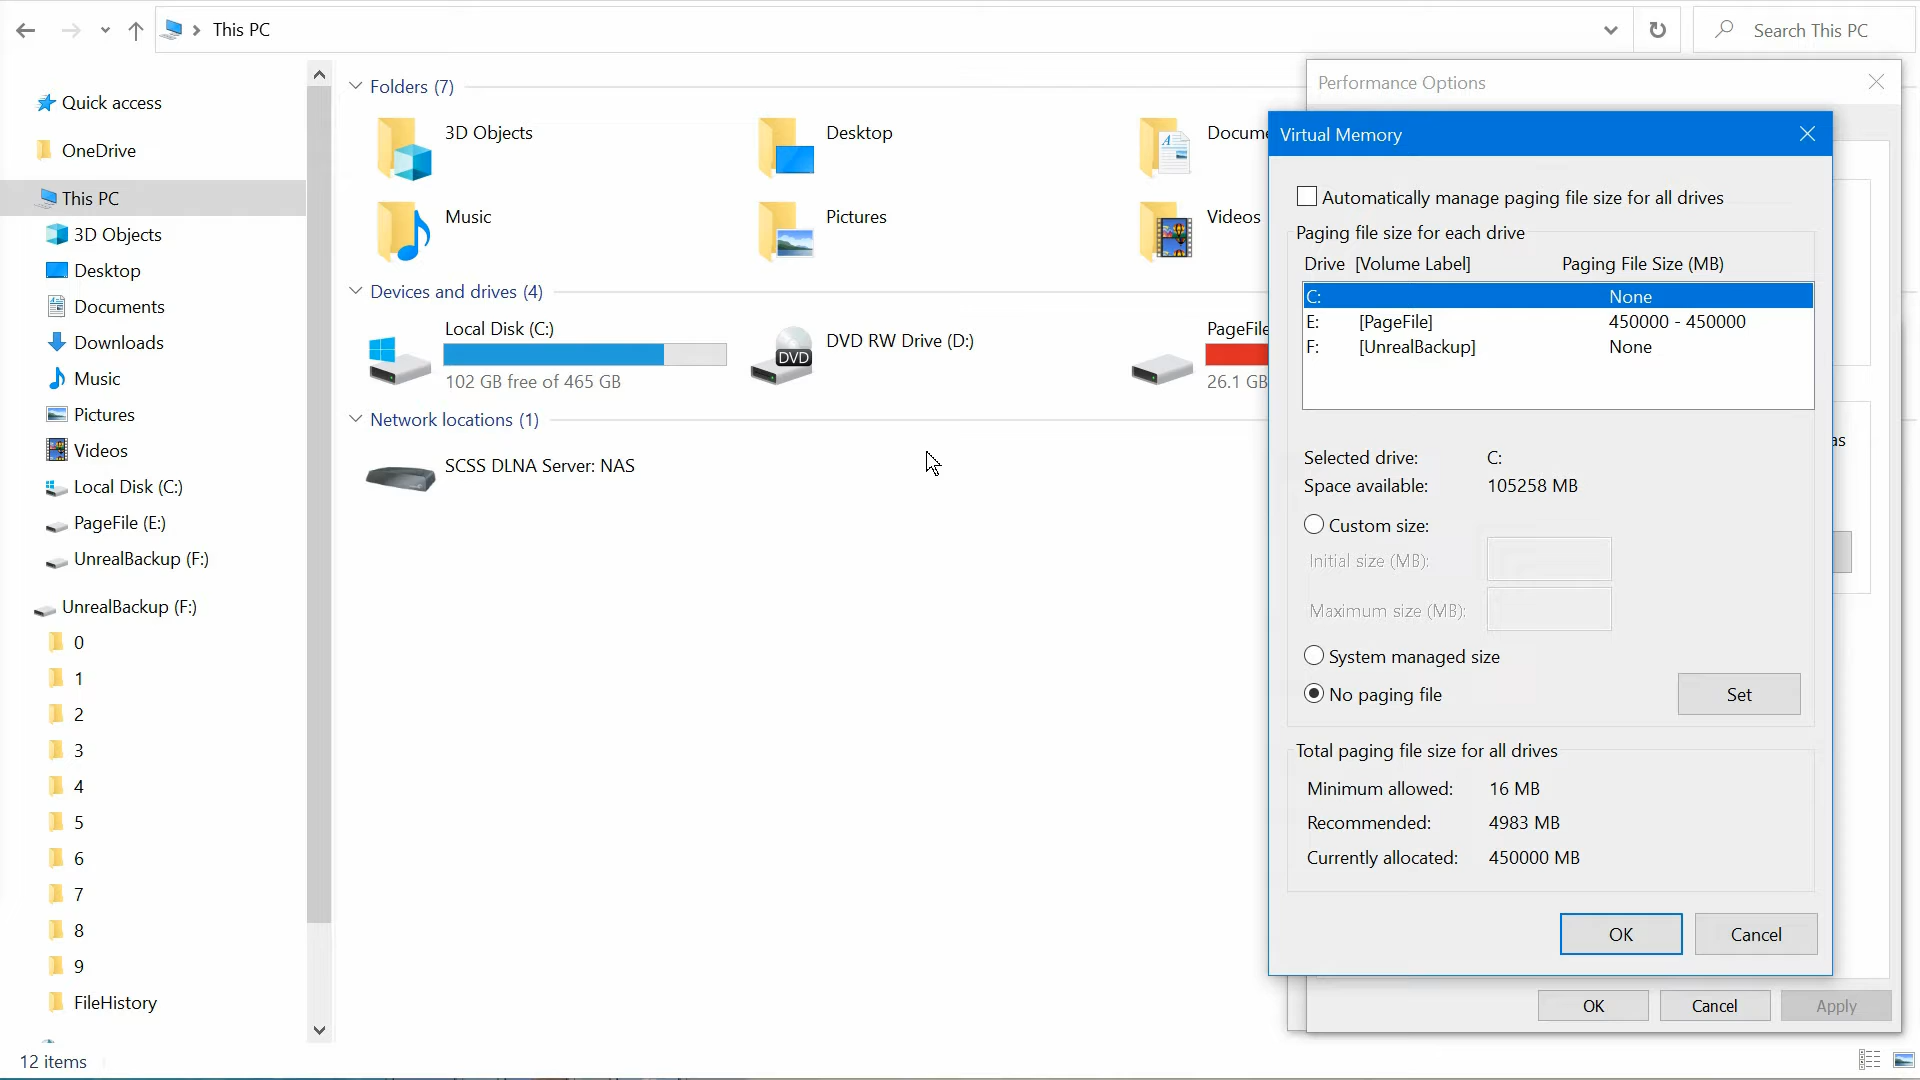 This PC
Search This PC
Quick access
OneDrive
This PC
3D Objects
Desktop
Documents
Downloads
Music
Pictures
Videos
Local Disk (C:)
PageFile (E:)
UnrealBackup (F:)
UnrealBackup (F:)
0
1
2
3
4
5
6
7
8
9
FileHistory
12 items
Folders (7)
3D Objects
Desktop
Docume
Music
Pictures
Videos
Devices and drives (4)
Local Disk (C:)
102 GB free of 465 GB
DVD
DVD RW Drive (D:)
PageFile
26.1 GB
Network locations (1)
SCSS DLNA Server: NAS
Performance Options
Virtual Memory
Automatically manage paging file size for all drives
Paging file size for each drive
Drive [Volume Label] Paging File Size (MB)
C: None
E: [PageFile] 450000 - 450000
F: [UnrealBackup] None
as
Selected drive: C:
Space available: 105258 MB
Custom size:
Initial size (MB):
Maximum size (MB):
System managed size
No paging file
Set
Total paging file size for all drives
Minimum allowed: 16 MB
Recommended: 4983 MB
Currently allocated: 450000 MB
OK Cancel
OK Cancel Apply